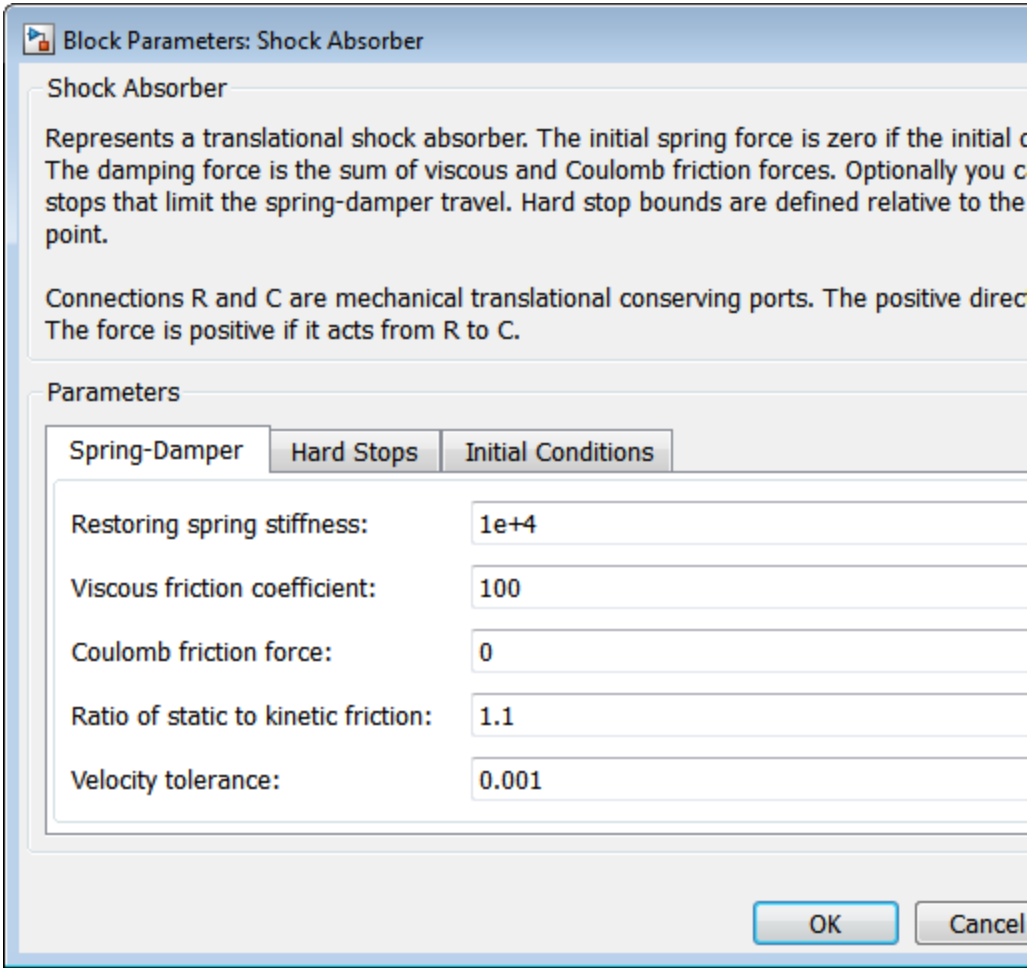 Block Parameters: Shock Absorber
Shock Absorber
Represents a translational shock absorber. The initial spring force is zero if the initial
The damping force is the sum of viscous and Coulomb friction forces. Optionally you
stops that limit the spring-damper travel. Hard stop bounds are defined relative to the
point.
Connections R and C are mechanical translational conserving ports. The positive
The force is positive if it acts from R to C.
Parameters
Spring-Damper Hard Stops Initial Conditions
Restoring spring stiffness: 1e+4
Viscous friction coefficient: 100
Coulomb friction force: 0
Ratio of static to kinetic friction: 1.1
Velocity tolerance: 0.001
OK Cancel